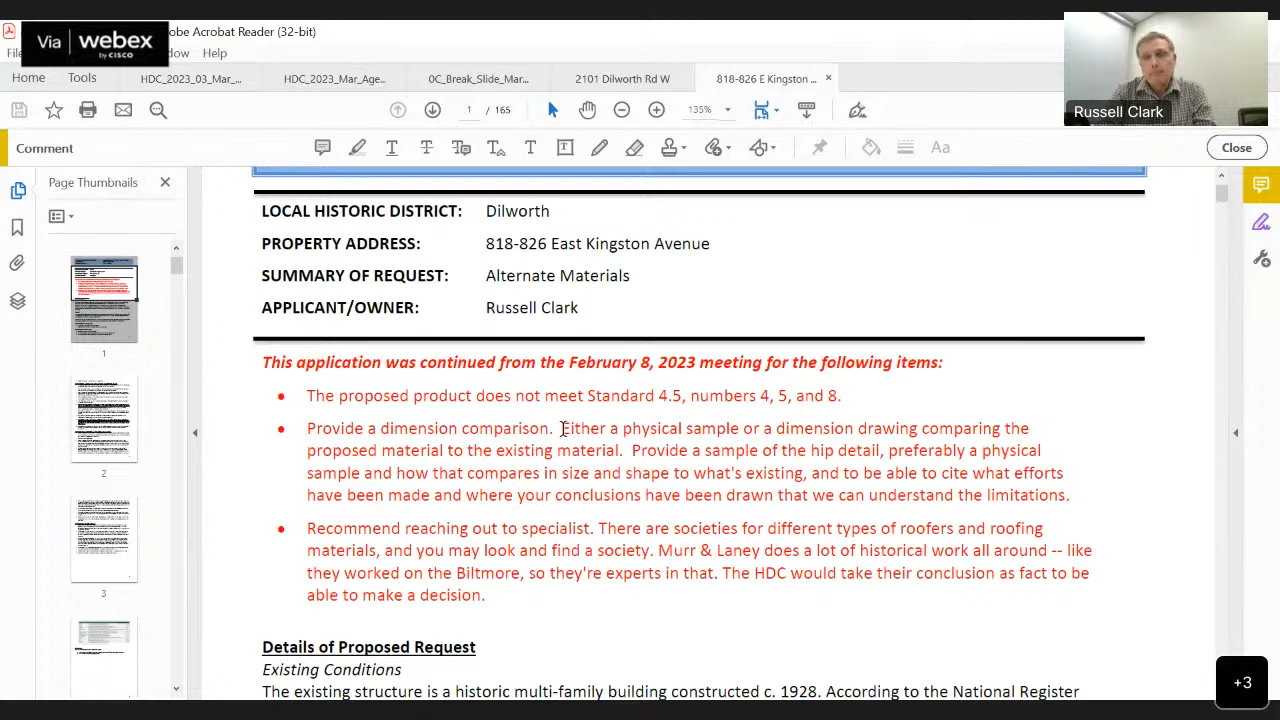 Via webex
by CISCO
dobe Acrobat Reader (32-bit)
dow Help
Home Tools HDC_2023_03_Mar_... HDC_2023_Mar_Age... 0C_Break_Slide_Mar... 2101 Dilworth Rd W 818-826 E Kingston ... ×
1 / 165 135%
Russell Clark
Comment
Aa
Close
Page Thumbnails
1
2
3
LOCAL HISTORIC DISTRICT: Dilworth
PROPERTY ADDRESS: 818-826 East Kingston Avenue
SUMMARY OF REQUEST: Alternate Materials
APPLICANT/OWNER: Russell Clark
This application was continued from the February 8, 2023 meeting for the following items:
• The proposed product does not meet Standard 4.5, numbers 4, 5, and 8.
• Provide a dimension comparison. Either a physical sample or a dimension drawing comparing the
proposed material to the existing material. Provide a sample of the hip detail, preferably a physical
sample and how that compares in size and shape to what's existing, and to be able to cite what efforts
have been made and where your conclusions have been drawn that we can understand the limitations.
• Recommend reaching out to specialist. There are societies for different types of roofers and roofing
materials, and you may look and find a society. Murr & Laney does a lot of historical work all around -- like
they worked on the Biltmore, so they're experts in that. The HDC would take their conclusion as fact to be
able to make a decision.
Details of Proposed Request
Existing Conditions
The existing structure is a historic multi-family building constructed c. 1928. According to the National Register
+3